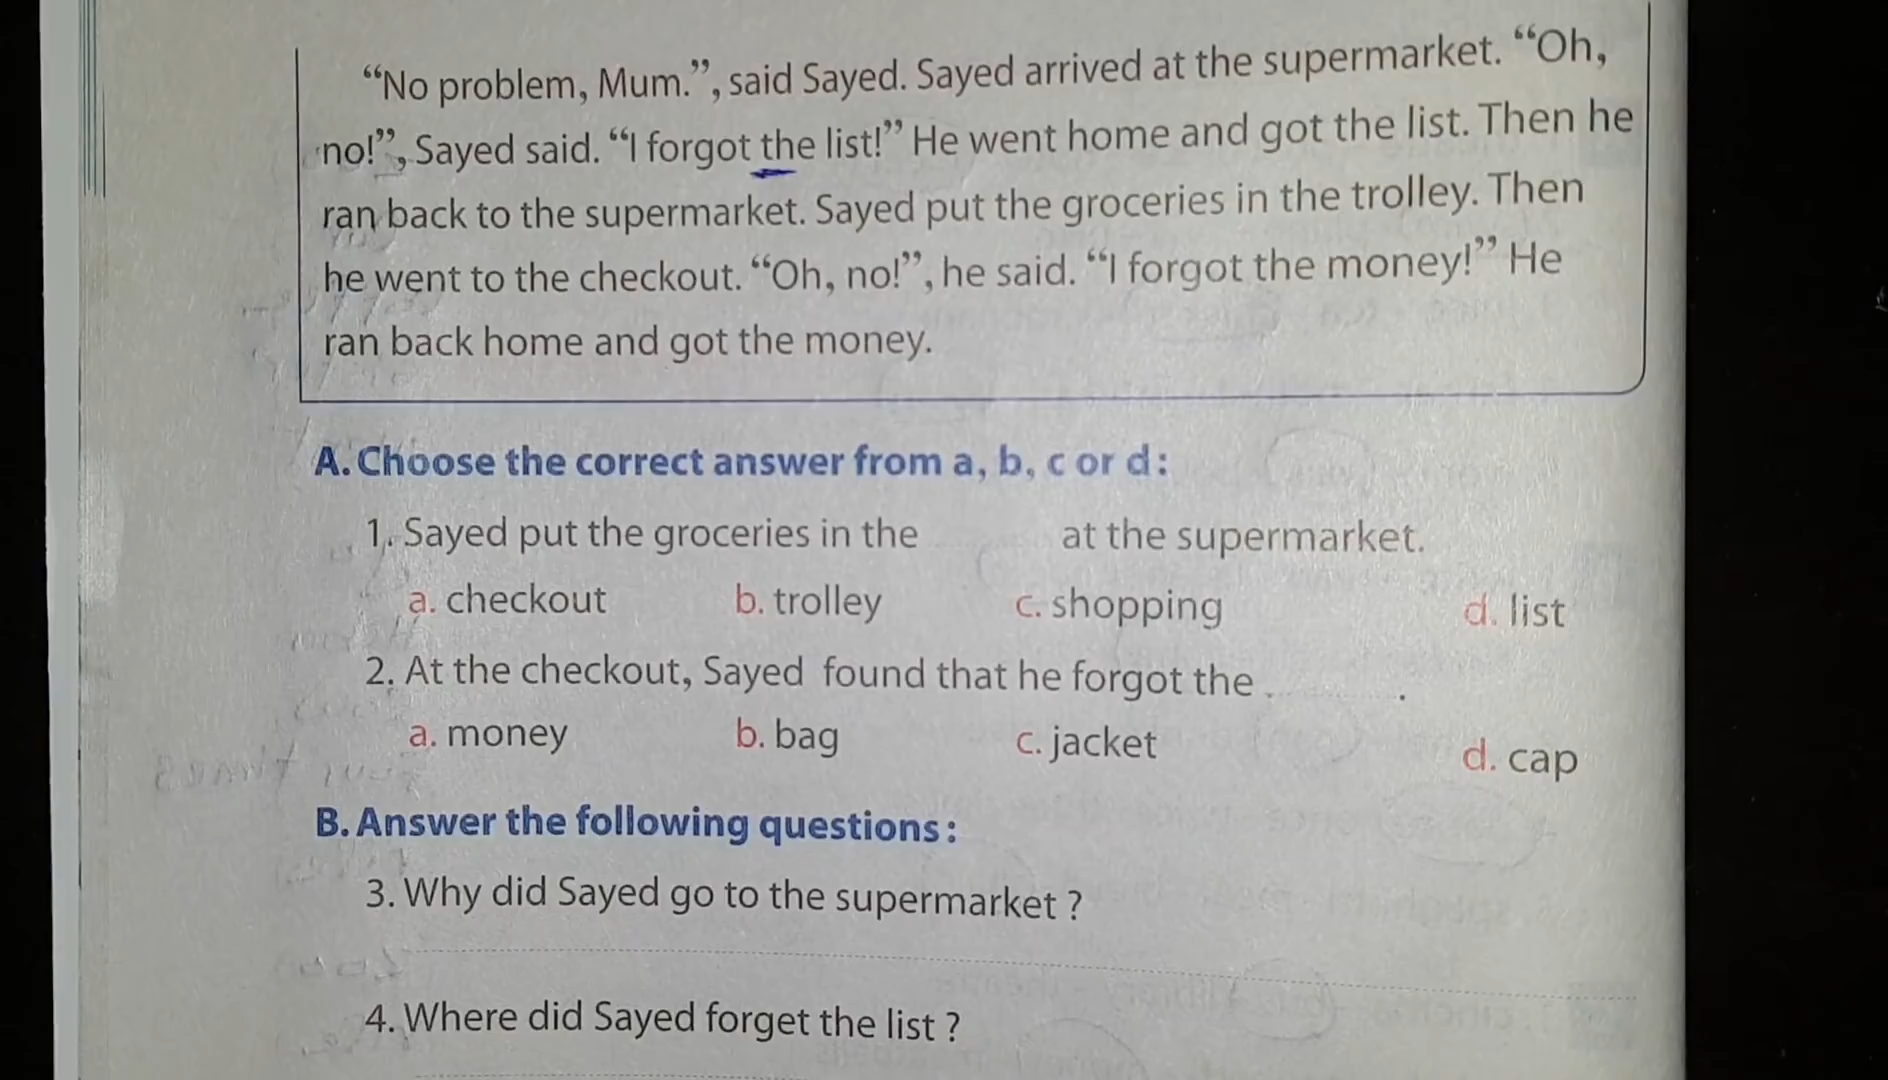 “No problem, Mum.”, said Sayed. Sayed arrived at the supermarket. “Oh,
no!”, Sayed said. “I forgot the list!” He went home and got the list. Then he
ran back to the supermarket. Sayed put the groceries in the trolley. Then
he went to the checkout. “Oh, no!”, he said. “I forgot the money!” He
ran back home and got the money.
A. Choose the correct answer from a, b, c or d:
1. Sayed put the groceries in the at the supermarket.
a. checkout b. trolley c. shopping d. list
2. At the checkout, Sayed found that he forgot the .
a. money b. bag c. jacket d. cap
B. Answer the following questions:
3. Why did Sayed go to the supermarket ?
4. Where did Sayed forget the list ?